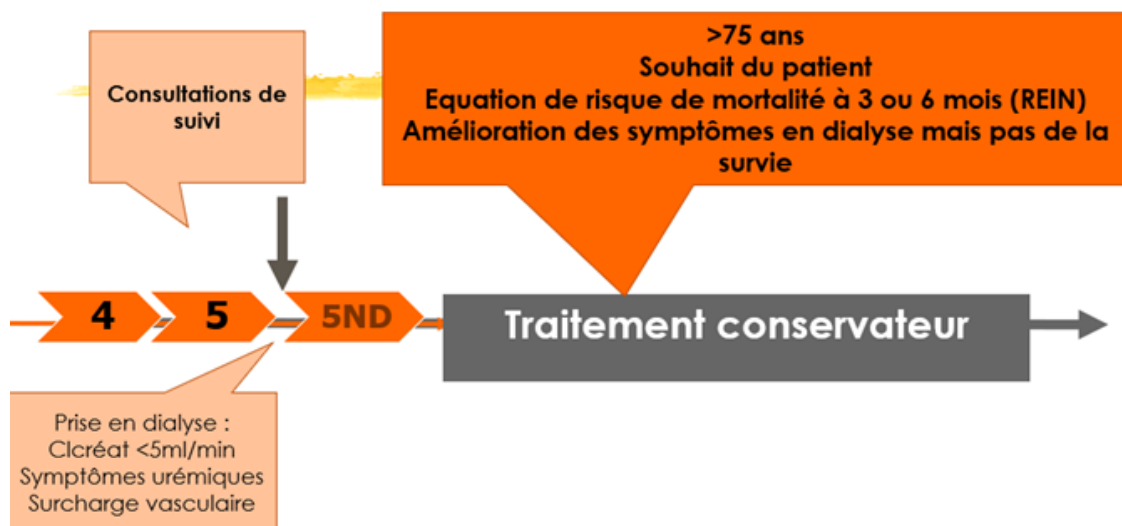 >75 ans
Souhait du patient
Equation de risque de mortalité à 3 ou 6 mois (REIN)
Amélioration des symptômes en dialyse mais pas de la
survie
Consultations de
suivi
4
5
5ND
Traitement conservateur
Prise en dialyse :
Clcréat <5ml/min
Symptômes urémiques
Surcharge vasculaire